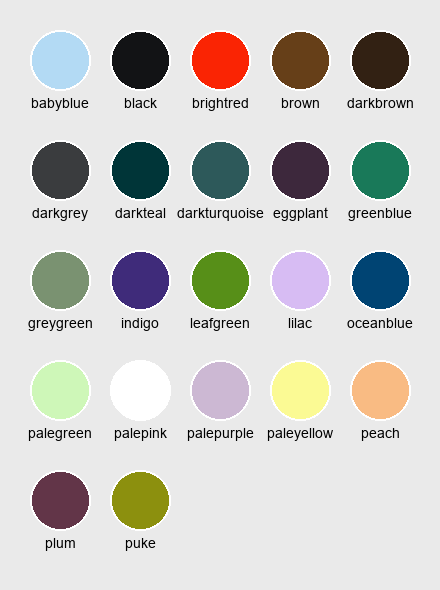 babyblue black brightred brown darkbrown
darkgrey darkteal darkturquoise eggplant greenblue
greygreen indigo leafgreen lilac oceanblue
palegreen palepink palepurple paleyellow peach
plum puke